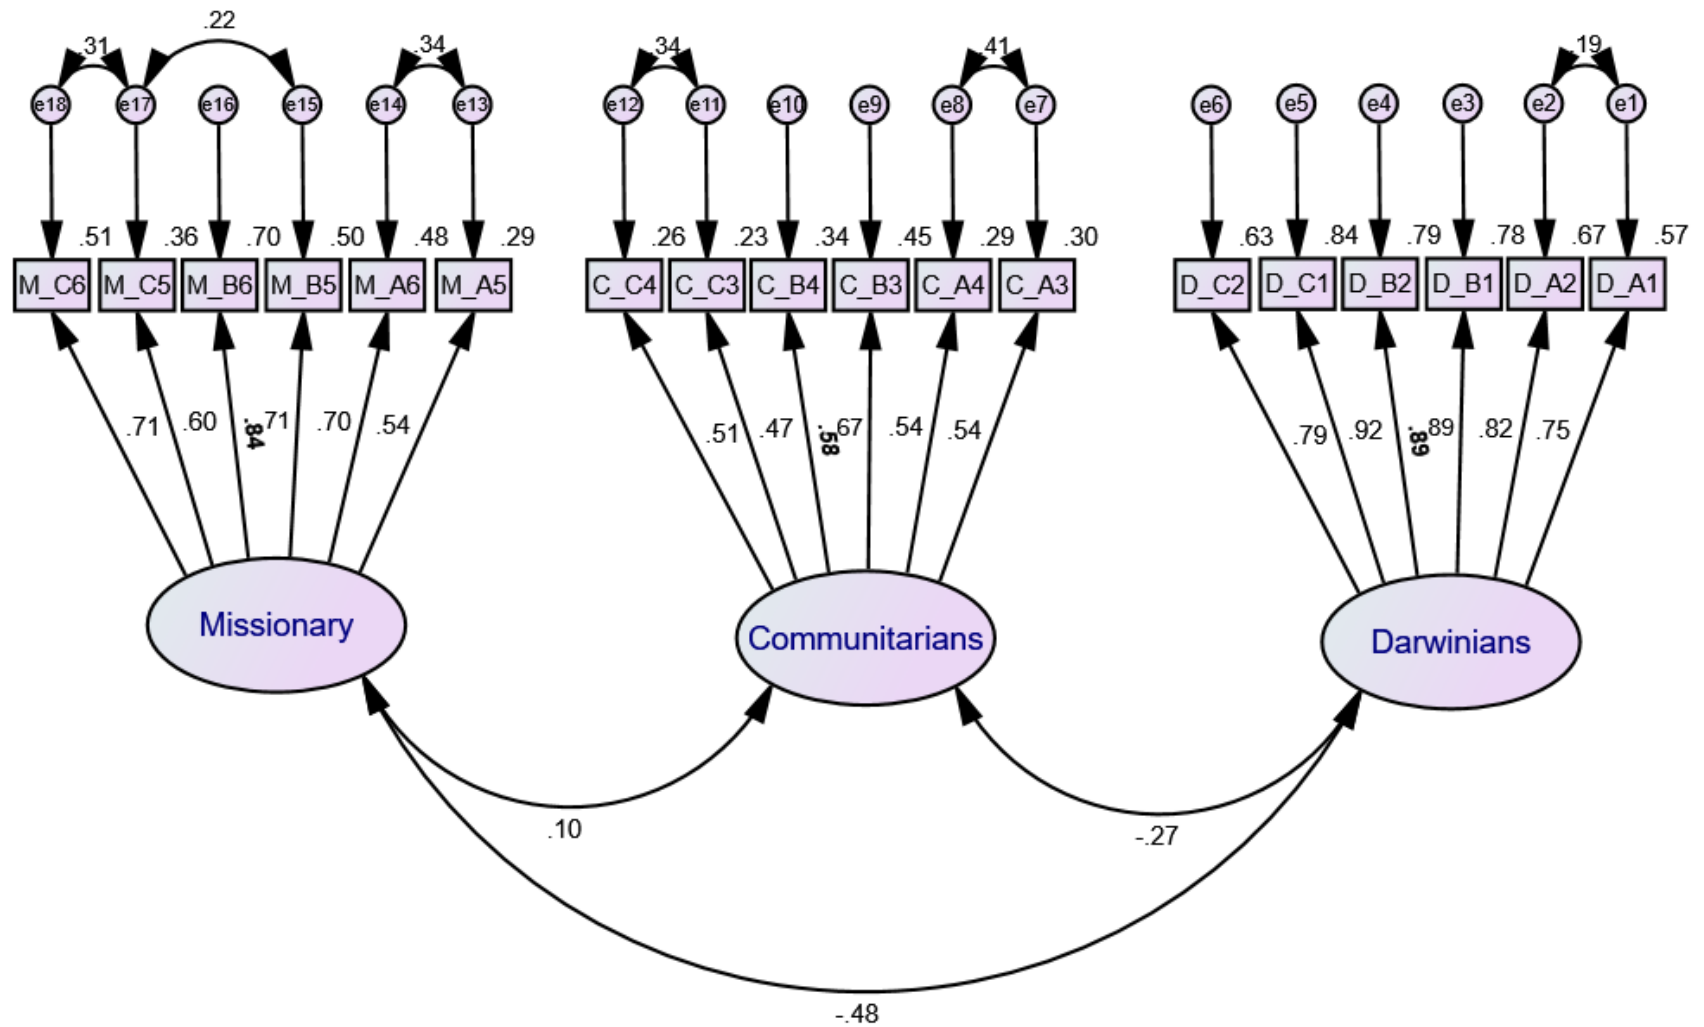 .22
.31 .34 .34 .41 .19
e18 e17 e16 e15 e14 e13 e12 e11 e10 e9 e8 e7 e6 e5 e4 e3 e2 e1
.51 .36 .70 .50 .48 .29 .26 .23 .34 .45 .29 .30 .63 .84 .79 .78 .67 .57
M_C6 M_C5 M_B6 M_B5 M_A6 M_A5 C_C4 C_C3 C_B4 C_B3 C_A4 C_A3 D_C2 D_C1 D_B2 D_B1 D_A2 D_A1
.71 .60 .84 .71 .70 .54 .51 .47 .58 .67 .54 .54 .79 .92 .89 .89 .82 .75
Missionary Communitarians Darwinians
.10 -.27
-.48